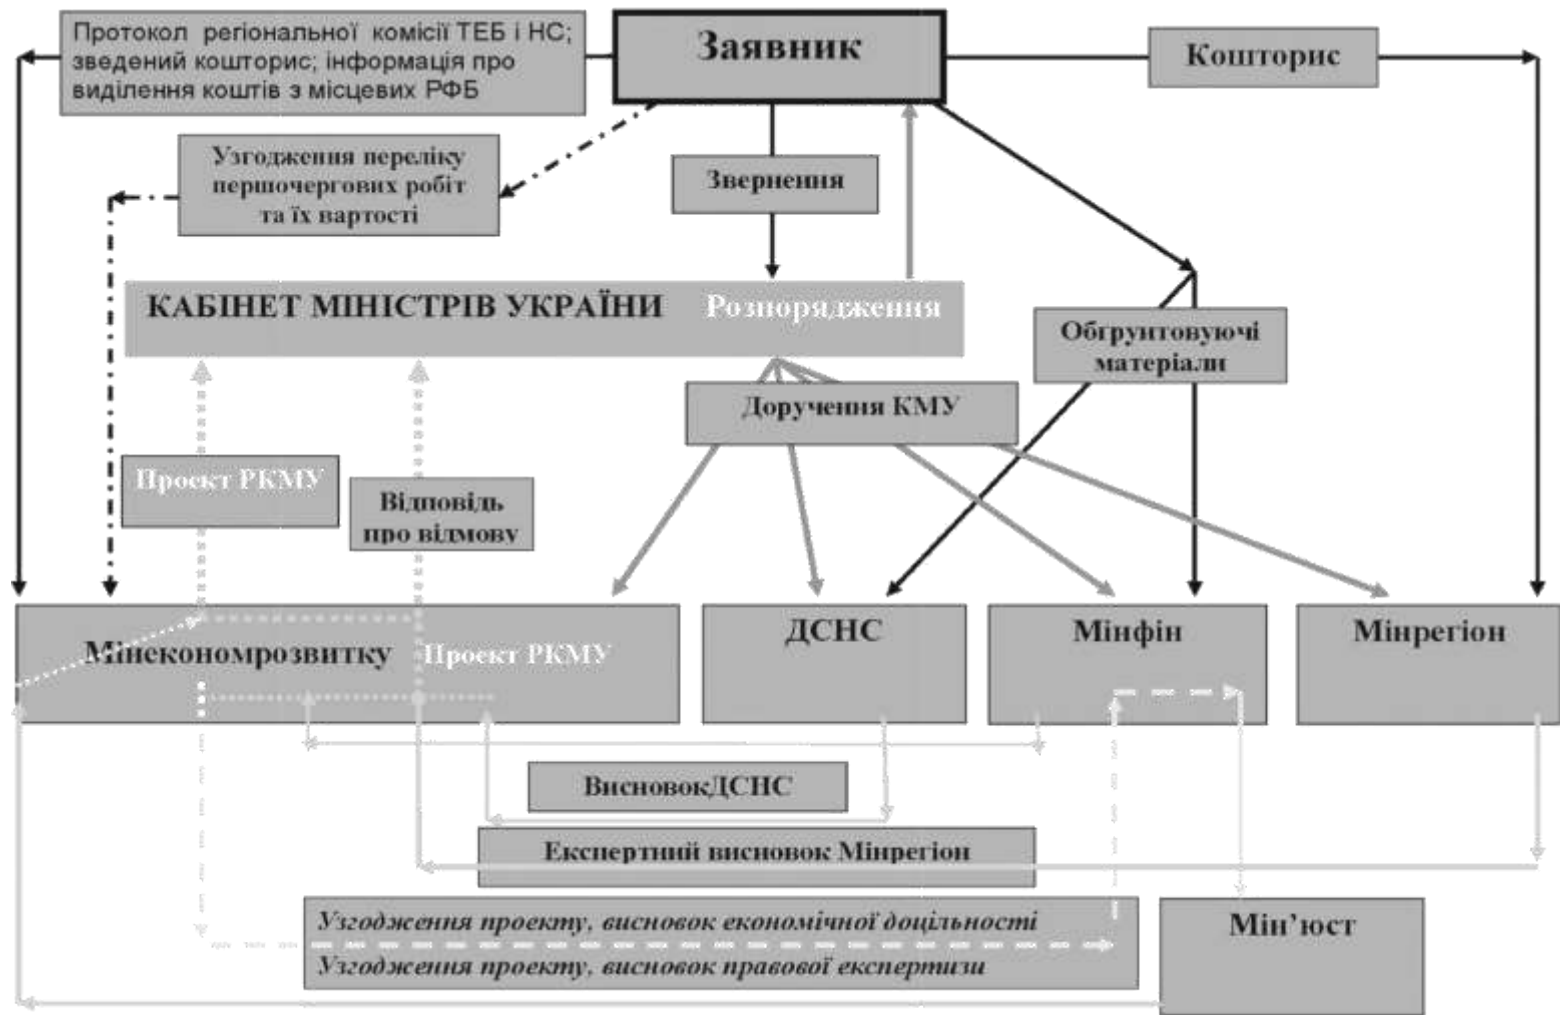 Протокол регіональної комісії ТЕБ і НС;
зведений кошторис; інформація про
виділення коштів з місцевих РФБ
Заявник
Кошторис
Узгодження переліку
першочергових робіт
та їх вартості
Звернення
КАБІНЕТ МІНІСТРІВ УКРАЇНИ Розпорядження
Обгрунтовуючі
матеріали
Доручення КМУ
Проект РКМУ
Відповідь
про відмову
Мінекономрозвитку Проект РКМУ
ДСНС
Мінфін
Мінрегіон
ВисновокДСНС
Експертний висновок Мінрегіон
Узгодження проекту, висновок економічної доцільності
Узгодження проекту, висновок правової експертизи
Мін’юст